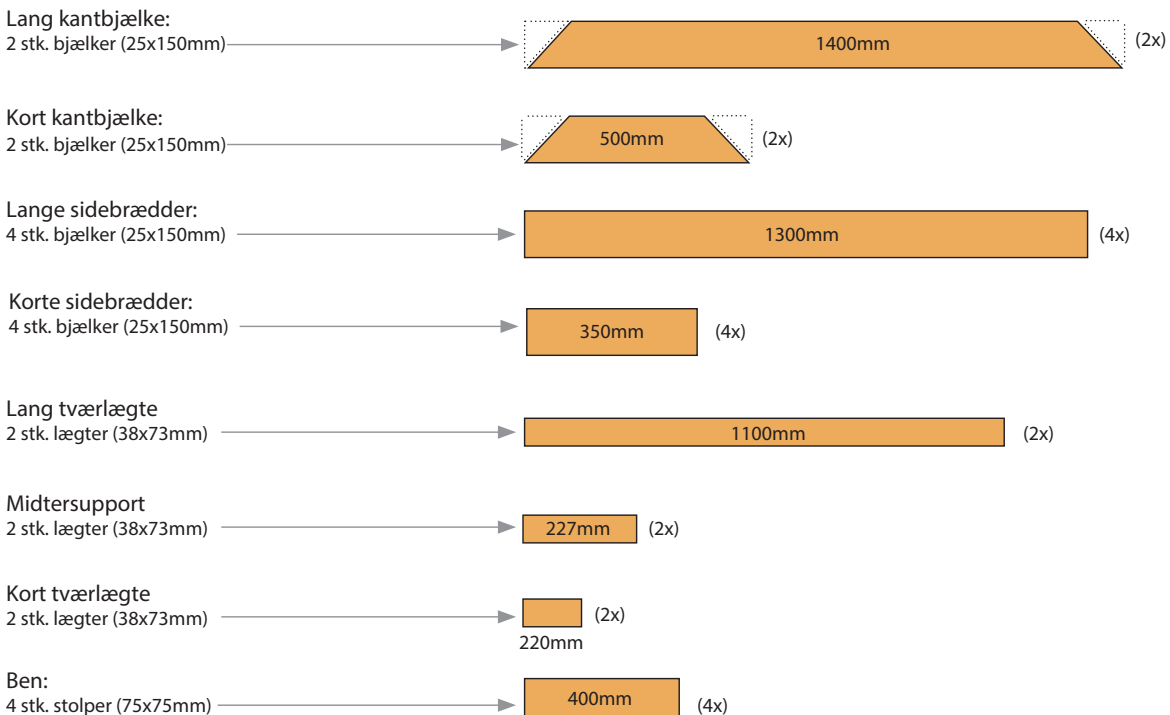 Lang kantbjælke:
2 stk. bjælker (25x150mm)
1400mm
(2x)
Kort kantbjælke:
2 stk. bjælker (25x150mm)
500mm
(2x)
Lange sidebrædder:
4 stk. bjælker (25x150mm)
1300mm
(4x)
Korte sidebrædder:
4 stk. bjælker (25x150mm)
350mm
(4x)
Lang tværlægte
2 stk. lægter (38x73mm)
1100mm
(2x)
Midtersupport
2 stk. lægter (38x73mm)
227mm
(2x)
Kort tværlægte
2 stk. lægter (38x73mm)
(2x)
220mm
Ben:
4 stk. stolper (75x75mm)
400mm
(4x)